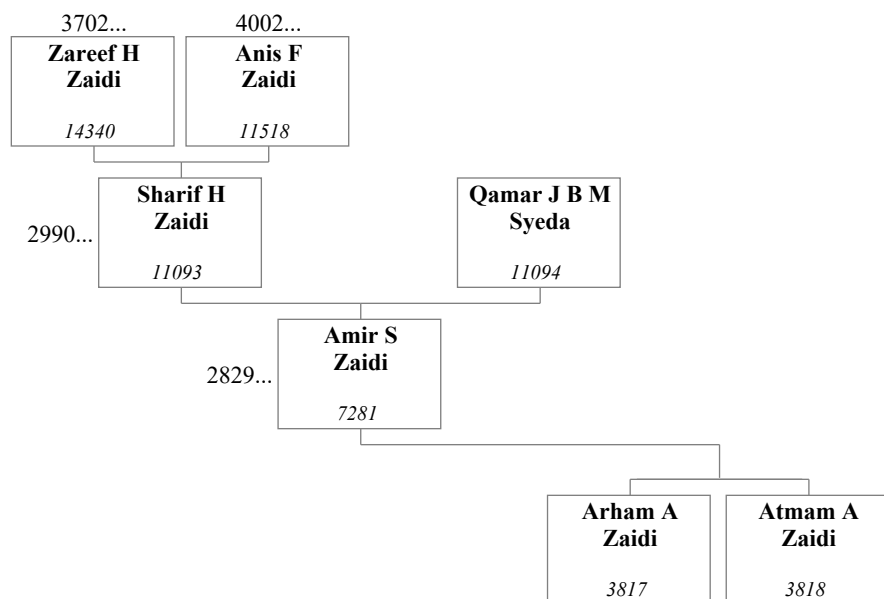 3702...
4002...
Zareef H
Zaidi
14340
Anis F
Zaidi
11518
2990...
Sharif H
Zaidi
11093
Qamar J B M
Syeda
11094
2829...
Amir S
Zaidi
7281
Arham A
Zaidi
3817
Atmam A
Zaidi
3818